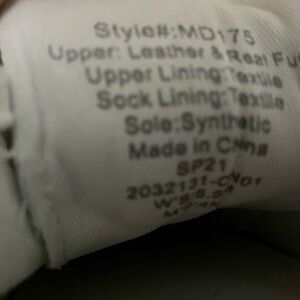 Style#:MD175
Upper: Leather & Real Fu
Upper Lining: Textile
Sock Lining: Textile
Sole:Synthetic
Made in China
SP21
2032131-CN01